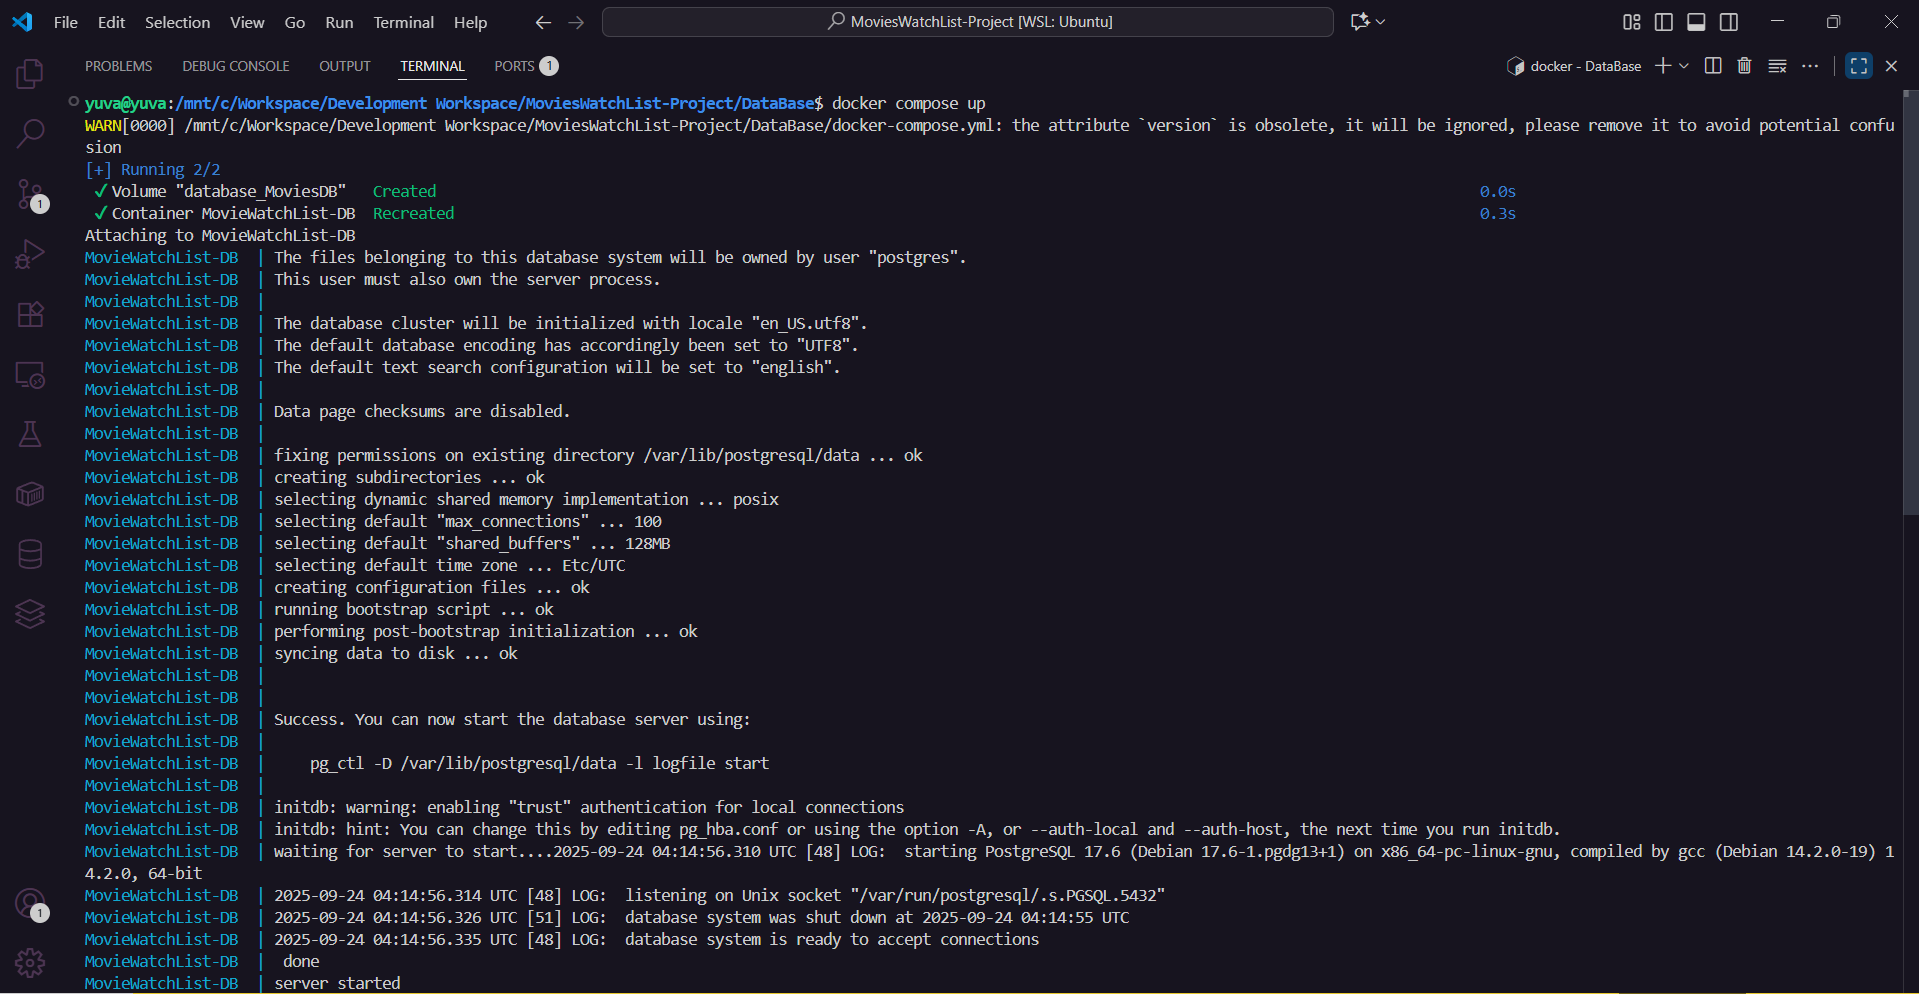 File Edit Selection View Go Run Terminal Help
MoviesWatchList-Project [WSL: Ubuntu]
PROBLEMS DEBUG CONSOLE OUTPUT TERMINAL PORTS 1
docker - DataBase
1
1
yuva@yuva:/mnt/c/Workspace/Development Workspace/MoviesWatchList-Project/DataBase$ docker compose up
WARN[0000] /mnt/c/Workspace/Development Workspace/MoviesWatchList-Project/DataBase/docker-compose.yml: the attribute `version` is obsolete, it will be ignored, please remove it to avoid potential confu
sion
[+] Running 2/2
✓ Volume "database_MoviesDB" Created 0.0s
✓ Container MovieWatchList-DB Recreated 0.3s
Attaching to MovieWatchList-DB
MovieWatchList-DB | The files belonging to this database system will be owned by user "postgres".
MovieWatchList-DB | This user must also own the server process.
MovieWatchList-DB |
MovieWatchList-DB | The database cluster will be initialized with locale "en_US.utf8".
MovieWatchList-DB | The default database encoding has accordingly been set to "UTF8".
MovieWatchList-DB | The default text search configuration will be set to "english".
MovieWatchList-DB |
MovieWatchList-DB | Data page checksums are disabled.
MovieWatchList-DB |
MovieWatchList-DB | fixing permissions on existing directory /var/lib/postgresql/data ... ok
MovieWatchList-DB | creating subdirectories ... ok
MovieWatchList-DB | selecting dynamic shared memory implementation ... posix
MovieWatchList-DB | selecting default "max_connections" ... 100
MovieWatchList-DB | selecting default "shared_buffers" ... 128MB
MovieWatchList-DB | selecting default time zone ... Etc/UTC
MovieWatchList-DB | creating configuration files ... ok
MovieWatchList-DB | running bootstrap script ... ok
MovieWatchList-DB | performing post-bootstrap initialization ... ok
MovieWatchList-DB | syncing data to disk ... ok
MovieWatchList-DB |
MovieWatchList-DB |
MovieWatchList-DB | Success. You can now start the database server using:
MovieWatchList-DB |
MovieWatchList-DB | pg_ctl -D /var/lib/postgresql/data -l logfile start
MovieWatchList-DB |
MovieWatchList-DB | initdb: warning: enabling "trust" authentication for local connections
MovieWatchList-DB | initdb: hint: You can change this by editing pg_hba.conf or using the option -A, or --auth-local and --auth-host, the next time you run initdb.
MovieWatchList-DB | waiting for server to start....2025-09-24 04:14:56.310 UTC [48] LOG:  starting PostgreSQL 17.6 (Debian 17.6-1.pgdg13+1) on x86_64-pc-linux-gnu, compiled by gcc (Debian 14.2.0-19) 1
4.2.0, 64-bit
MovieWatchList-DB | 2025-09-24 04:14:56.314 UTC [48] LOG:  listening on Unix socket "/var/run/postgresql/.s.PGSQL.5432"
MovieWatchList-DB | 2025-09-24 04:14:56.326 UTC [51] LOG:  database system was shut down at 2025-09-24 04:14:55 UTC
MovieWatchList-DB | 2025-09-24 04:14:56.335 UTC [48] LOG:  database system is ready to accept connections
MovieWatchList-DB | done
MovieWatchList-DB | server started